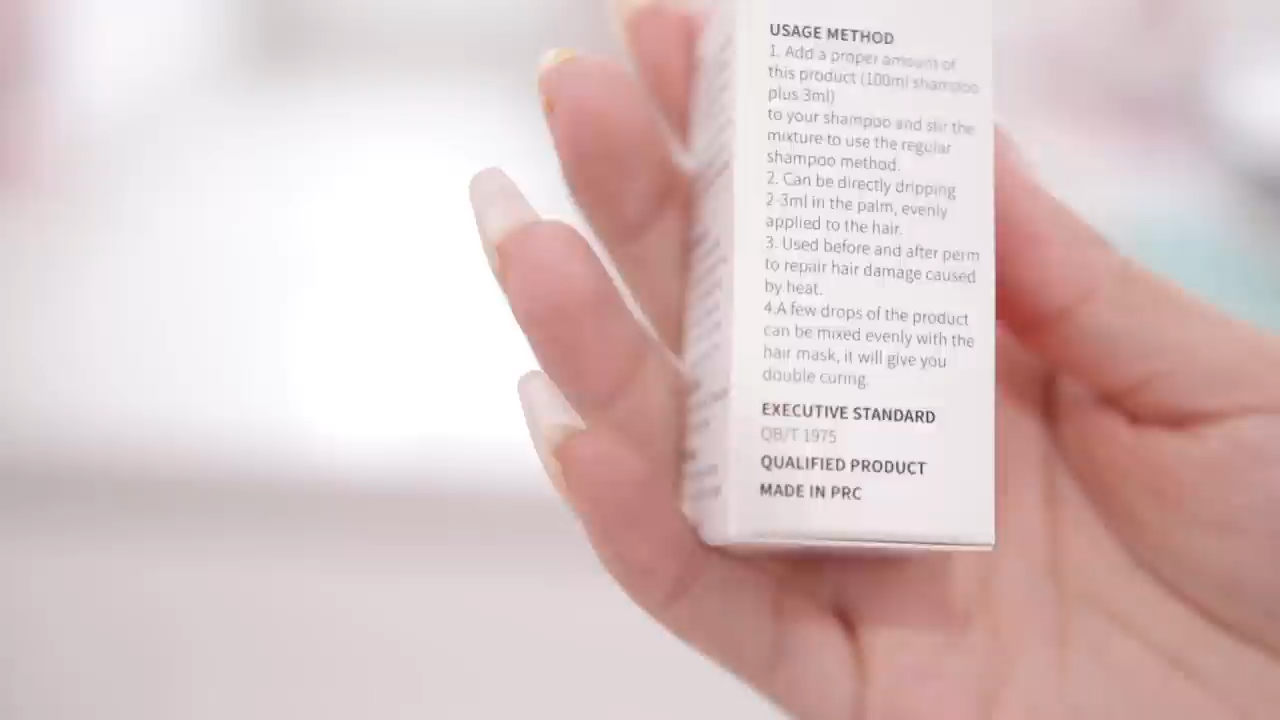 USAGE METHOD
1. Add a proper amount of
this product (100ml shampoo
plus 3ml)
to your shampoo and stir the
mixture to use the regular
shampoo method.
2. Can be directly dripping
2-3ml in the palm, evenly
applied to the hair.
3. Used before and after perm
to repair hair damage caused
by heat.
4.A few drops of the product
can be mixed evenly with the
hair mask, it will give you
double curing.
EXECUTIVE STANDARD
QB/T 1975
QUALIFIED PRODUCT
MADE IN PRC